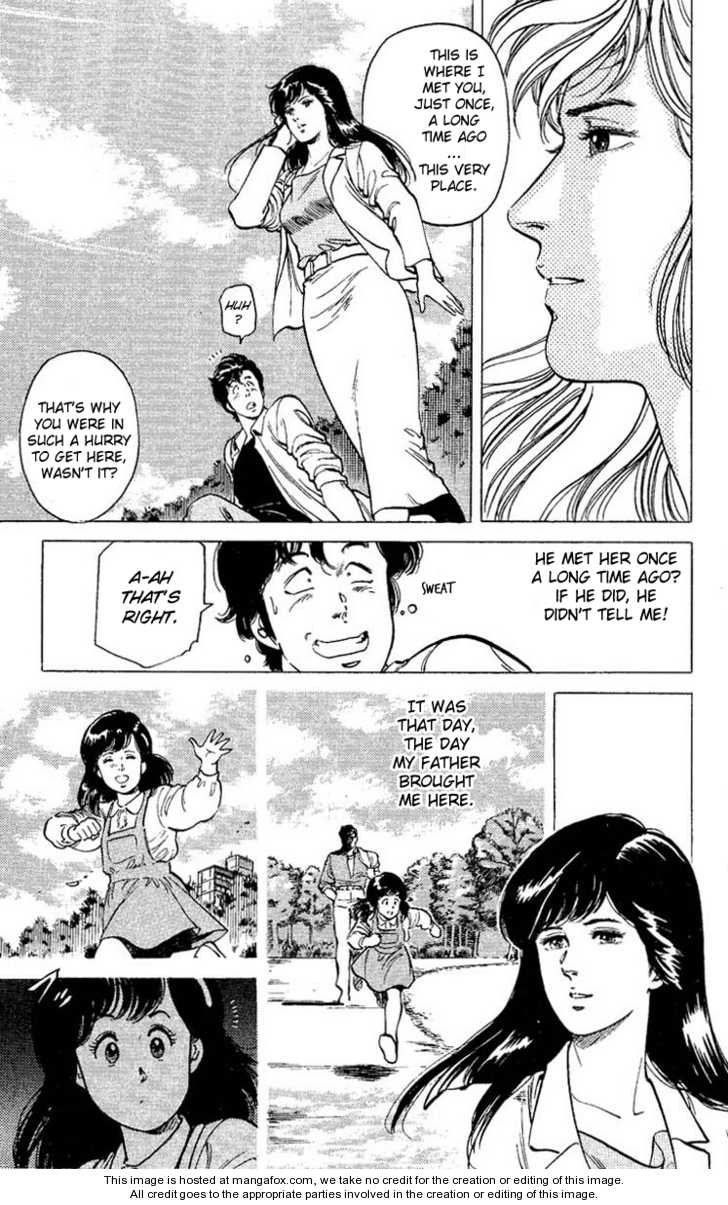 THIS IS
WHERE I
MET YOU,
JUST ONCE,
A LONG
TIME AGO
...
THIS VERY
PLACE.
HUH
?
THAT'S WHY
YOU WERE IN
SUCH A HURRY
TO GET HERE,
WASN'T IT?
HE MET HER ONCE
A LONG TIME AGO?
IF HE DID, HE
DIDN'T TELL ME!
SWEAT
A-AH
THAT'S
RIGHT.
IT WAS
THAT DAY,
THE DAY
MY FATHER
BROUGHT
ME HERE.
This image is hosted at mangafox.com, we take no credit for the creation or editing of this image.
All credit goes to the appropriate parties involved in the creation or editing of this image.